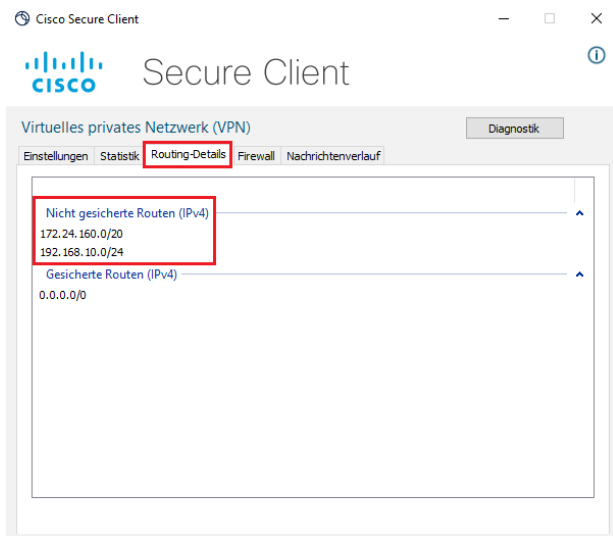 Cisco Secure Client
CISCO
Secure Client
Virtuelles privates Netzwerk (VPN)
Diagnostik
Einstellungen Statistik Routing-Details Firewall Nachrichtenverlauf
Nicht gesicherte Routen (IPv4)
172.24.160.0/20
192.168.10.0/24
Gesicherte Routen (IPv4)
0.0.0.0/0